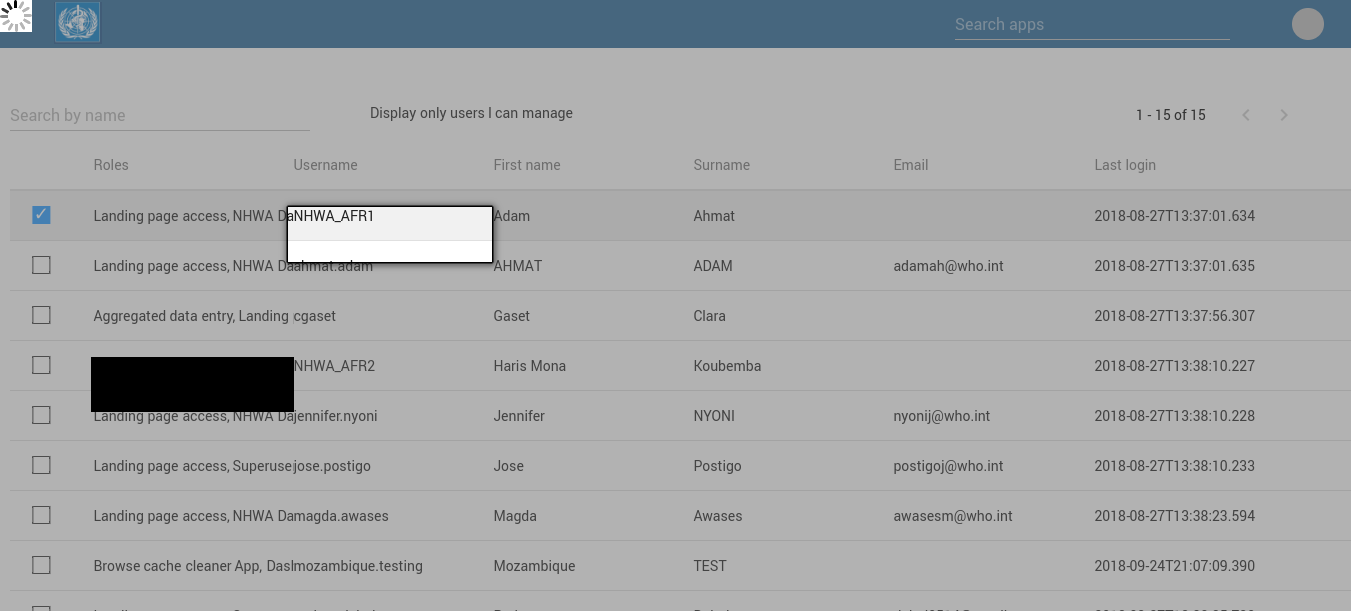 Search apps
Search by name Display only users I can manage 1 - 15 of 15
Roles Username First name Surname Email Last login
Landing page access, NHWA Da NHWA_AFR1 Adam Ahmat 2018-08-27T13:37:01.634
Landing page access, NHWA Da ahmat.adam AHMAT ADAM adamah@who.int 2018-08-27T13:37:01.635
Aggregated data entry, Landing cgaset Gaset Clara 2018-08-27T13:37:56.307
NHWA_AFR2 Haris Mona Koubemba 2018-08-27T13:38:10.227
Landing page access, NHWA Da jennifer.nyoni Jennifer NYONI nyonij@who.int 2018-08-27T13:38:10.228
Landing page access, Superuse jose.postigo Jose Postigo postigoj@who.int 2018-08-27T13:38:10.233
Landing page access, NHWA Da magda.awases Magda Awases awasesm@who.int 2018-08-27T13:38:23.594
Browse cache cleaner App, Das mozambique.testing Mozambique TEST 2018-09-24T21:07:09.390